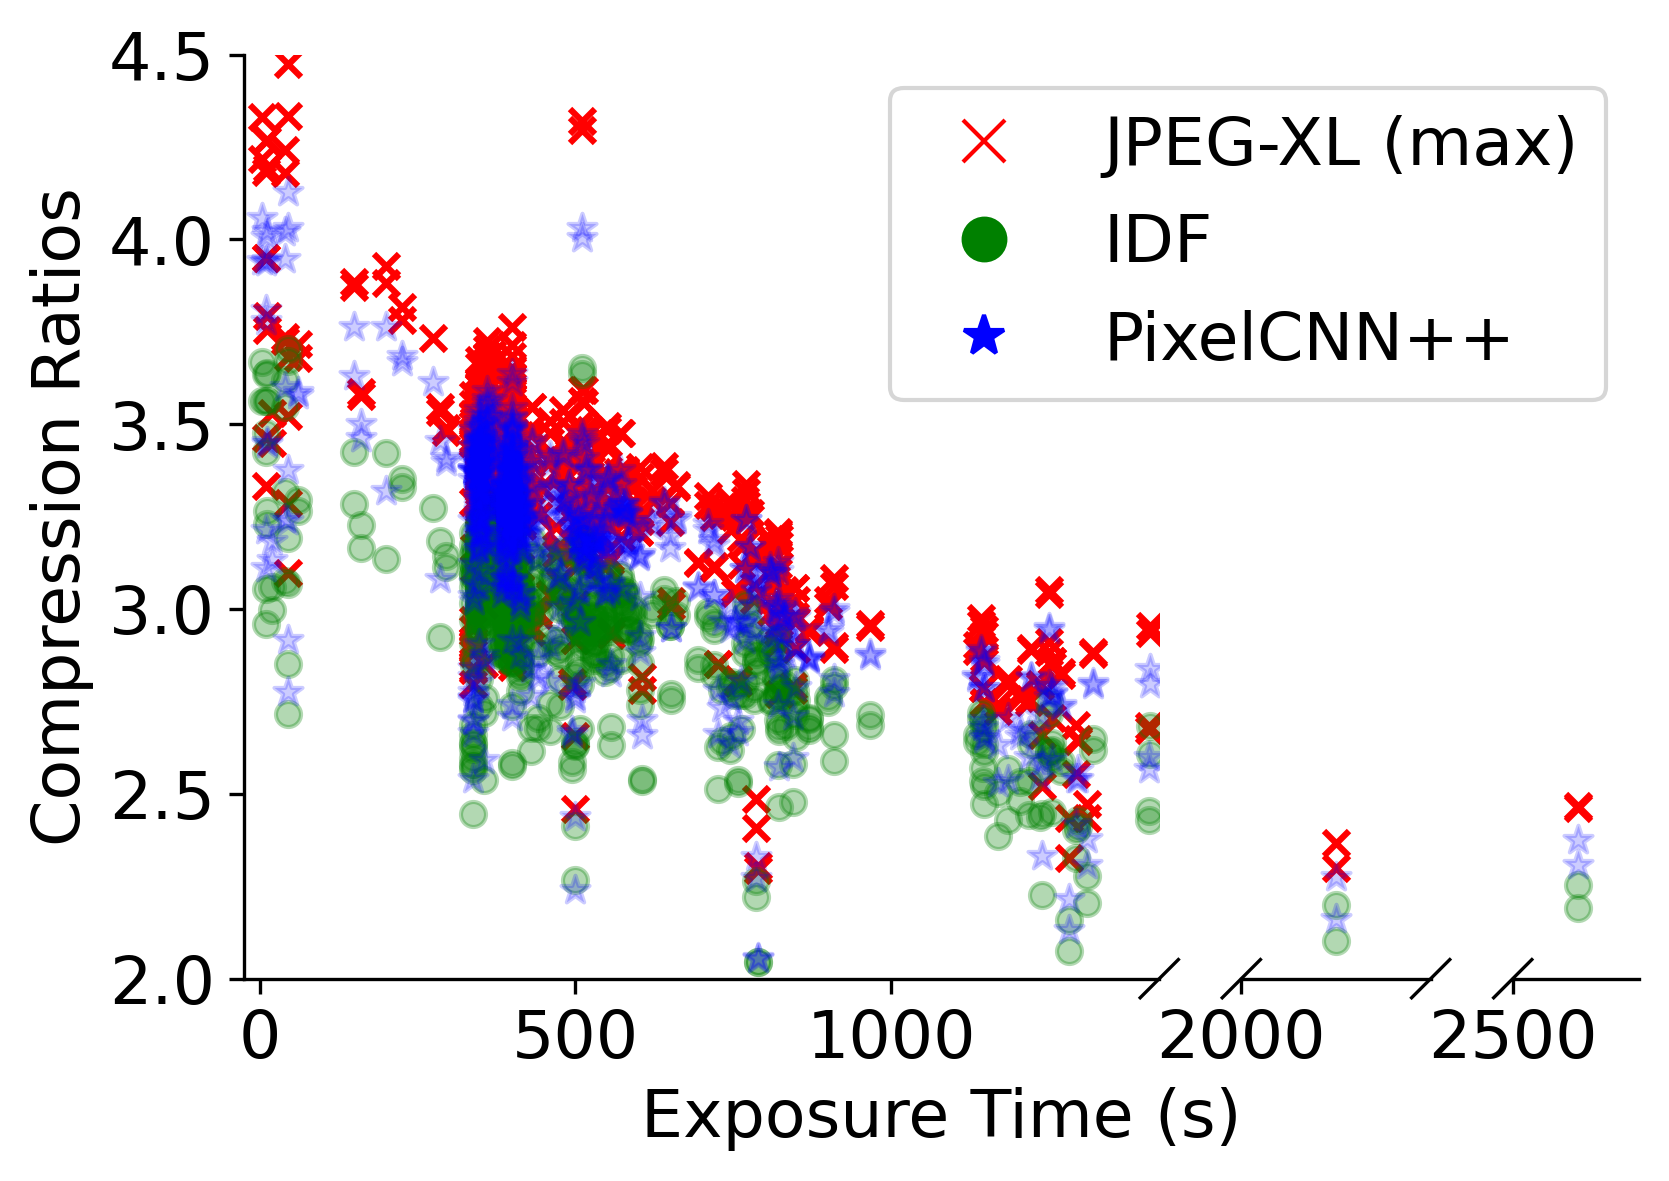 4.5
4.0
3.5
3.0
2.5
2.0
Compression Ratios
JPEG-XL (max)
IDF
PixelCNN++
0 500 1000 2000 2500
Exposure Time (s)